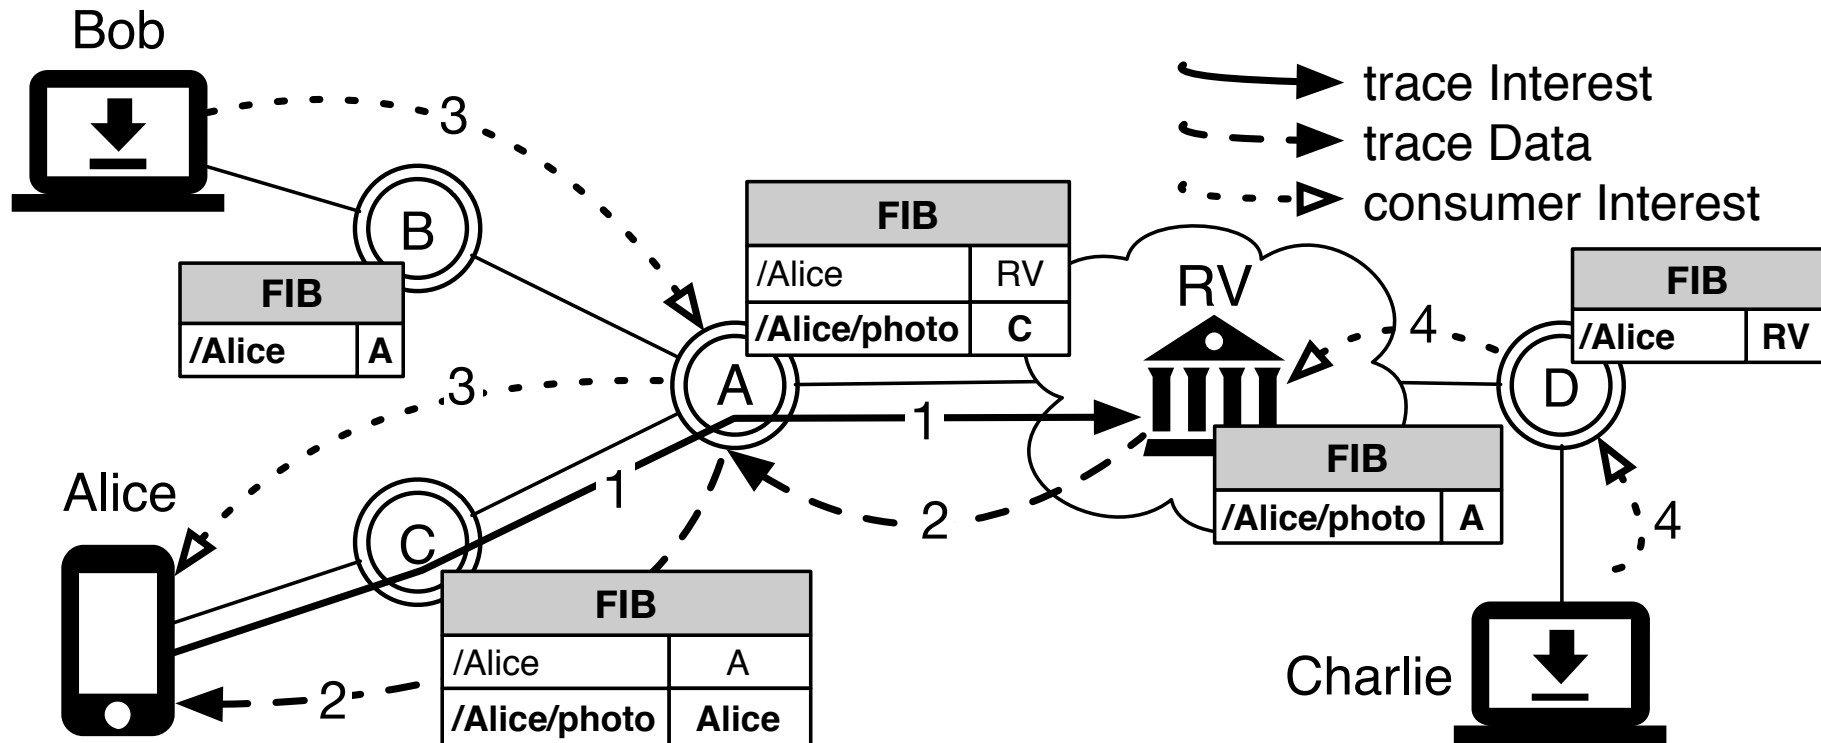 Bob
3
trace Interest
trace Data
consumer Interest
B
FIB
/Alice A
FIB
/Alice RV
/Alice/photo C
RV
4
FIB
/Alice RV
3
A
1
D
Alice
1
C
2
FIB
/Alice/photo A
4
FIB
/Alice A
/Alice/photo Alice
2
Charlie